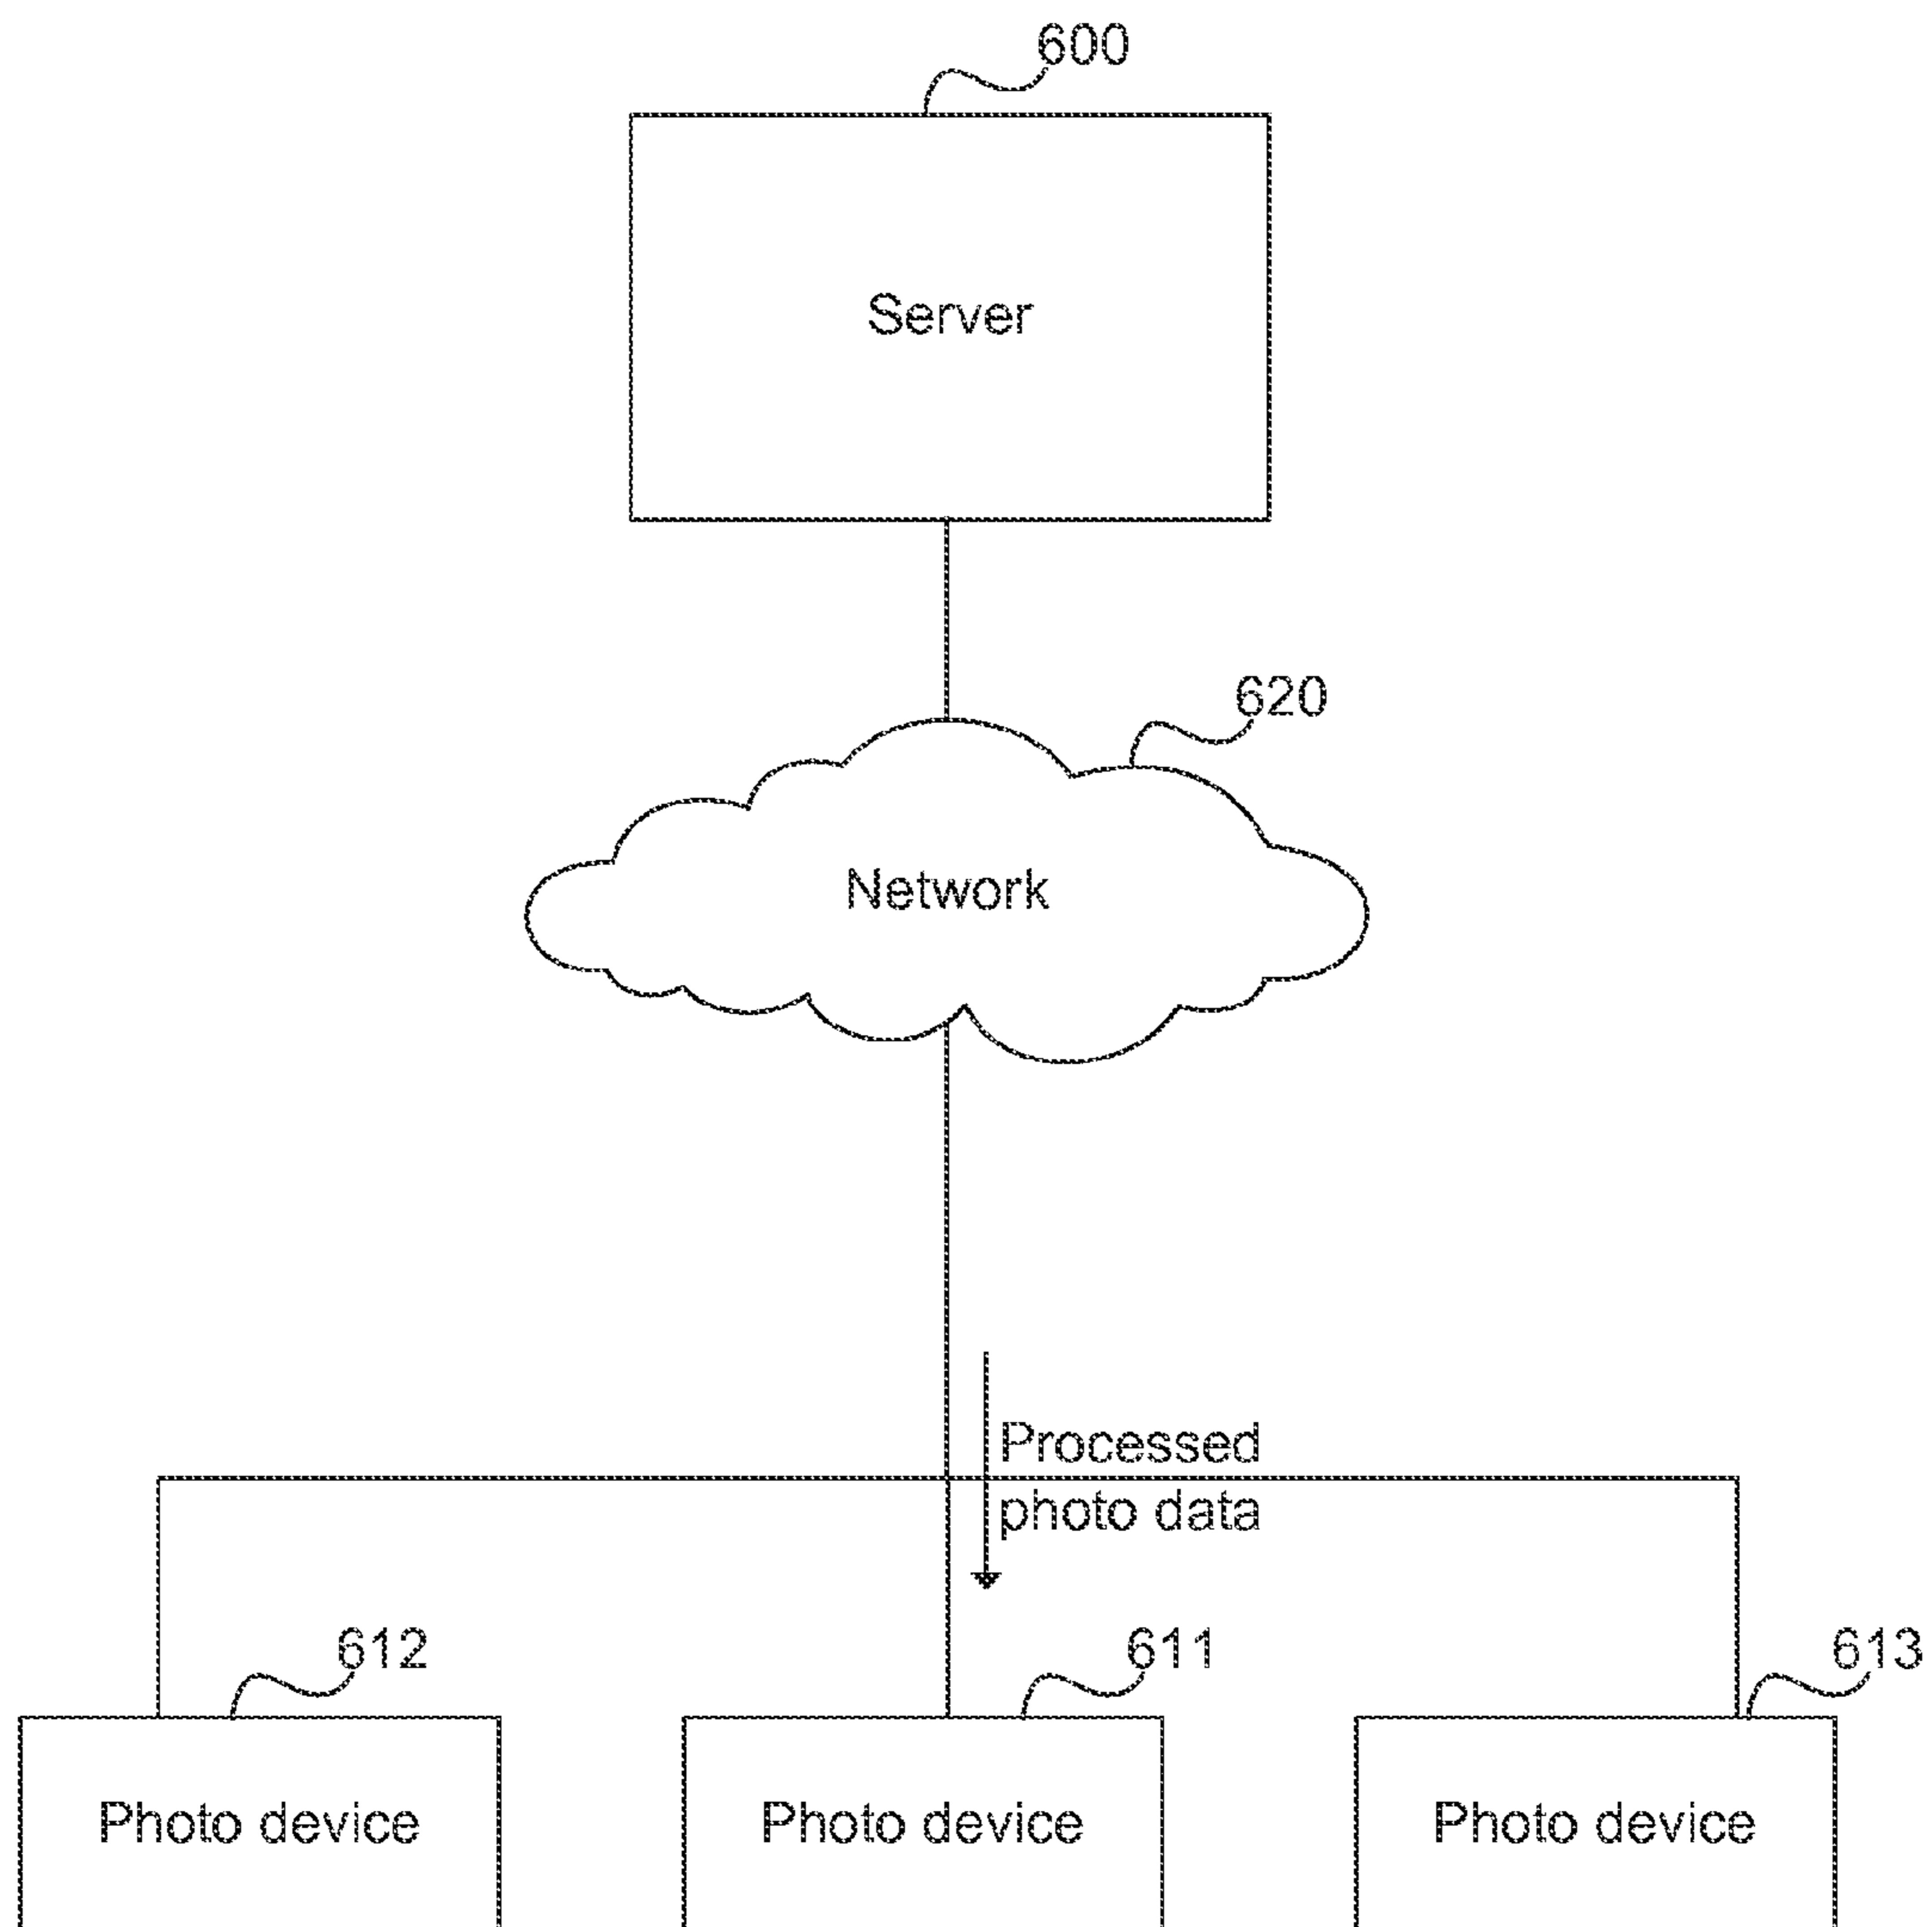 600
Server
620
Network
Processed
photo data
612
611
613
Photo device
Photo device
Photo device